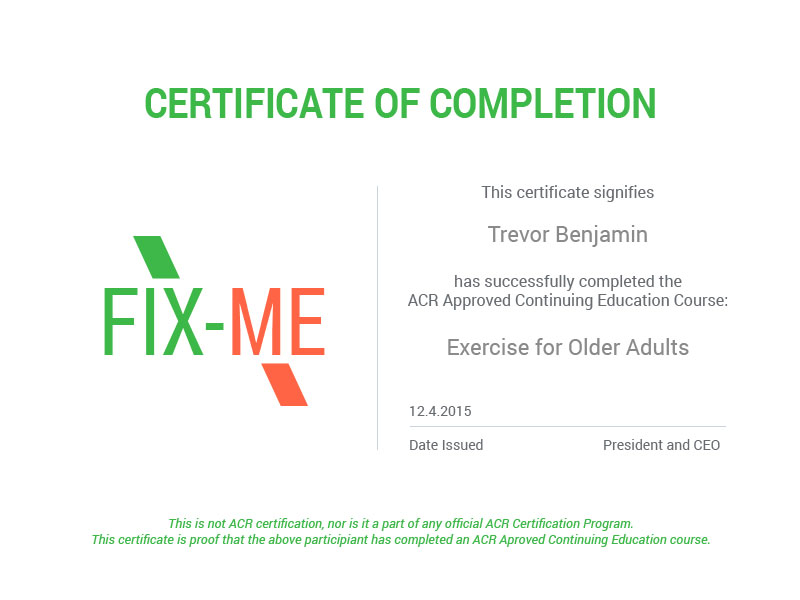 CERTIFICATE OF COMPLETION
FIX-ME
This certificate signifies
Trevor Benjamin
has successfully completed the
ACR Approved Continuing Education Course:
Exercise for Older Adults
12.4.2015
Date Issued President and CEO
This is not ACR certification, nor is it a part of any official ACR Certification Program.
This certificate is proof that the above participiant has completed an ACR Aproved Continuing Education course.